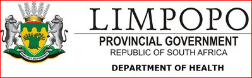 LIMPOPO
PROVINCIAL GOVERNMENT
REPUBLIC OF SOUTH AFRICA
DEPARTMENT OF HEALTH